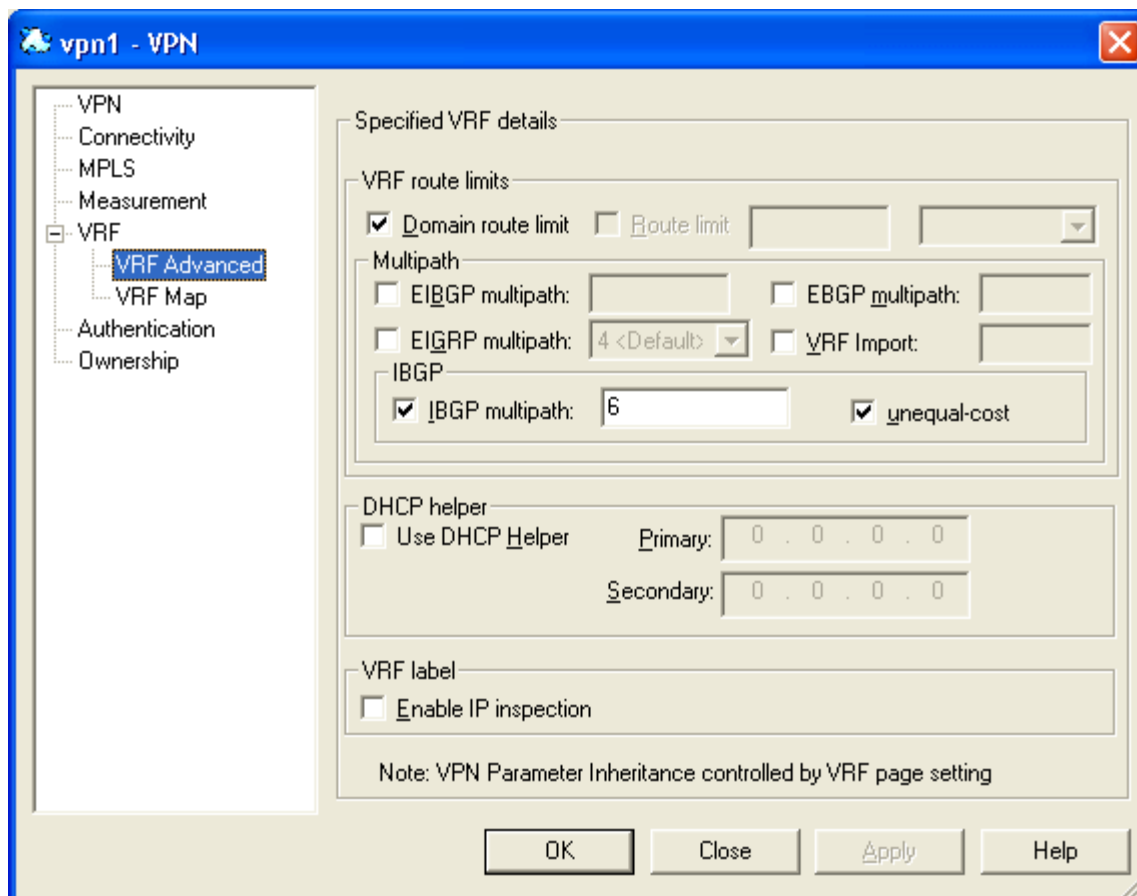 vpn1 - VPN
VPN
Connectivity
MPLS
Measurement
VRF
VRF Advanced
VRF Map
Authentication
Ownership
Specified VRF details
VRF route limits
Domain route limit Route limit
Multipath
EIBGP multipath: EBGP multipath:
EIGRP multipath: 4 <Default> VRF Import:
IBGP
IBGP multipath: 6 unequal-cost
DHCP helper
Use DHCP Helper Primary: 0 . 0 . 0 . 0
Secondary: 0 . 0 . 0 . 0
VRF label
Enable IP inspection
Note: VPN Parameter Inheritance controlled by VRF page setting
OK Close Apply Help